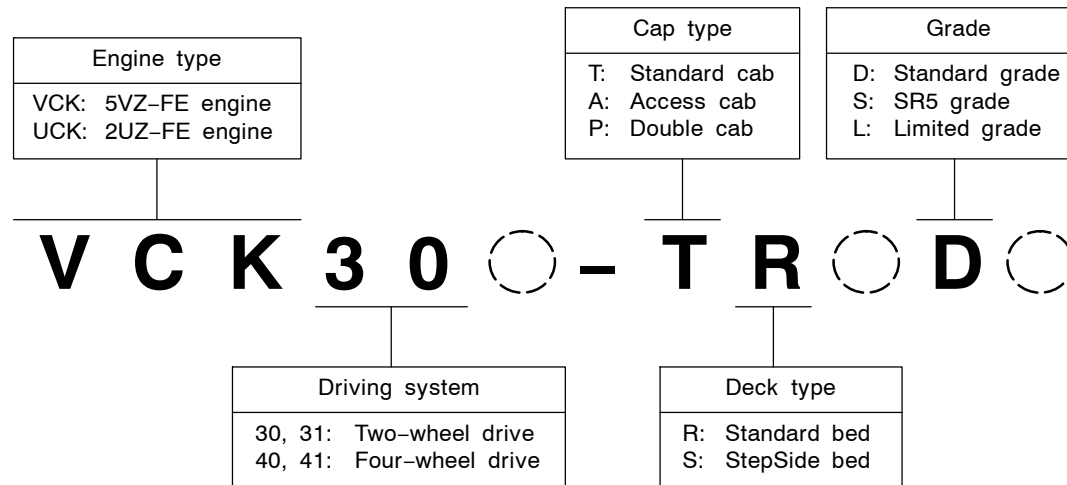 Cap type
Grade
Engine type
T: Standard cab
A: Access cab
P: Double cab
D: Standard grade
S: SR5 grade
L: Limited grade
VCK: 5VZ–FE engine
UCK: 2UZ–FE engine
V C K 3 0 – T R D
Driving system
Deck type
30, 31: Two–wheel drive
40, 41: Four–wheel drive
R: Standard bed
S: StepSide bed